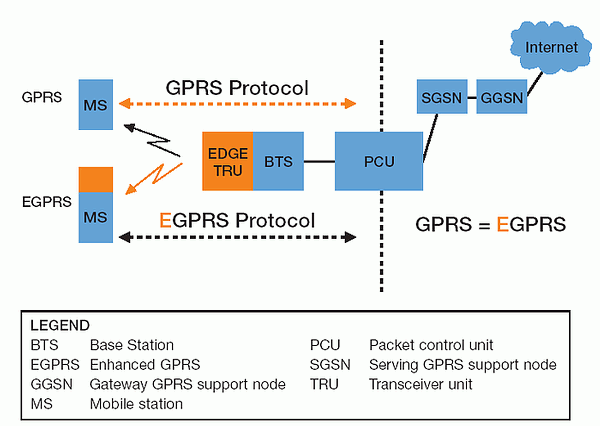 Internet
GPRS
MS
GPRS Protocol
SGSN
GGSN
EDGE
TRU
BTS
PCU
EGPRS
MS
EGPRS Protocol
GPRS = EGPRS
LEGEND
BTS Base Station PCU Packet control unit
EGPRS Enhanced GPRS SGSN Serving GPRS support node
GGSN Gateway GPRS support node TRU Transceiver unit
MS Mobile station